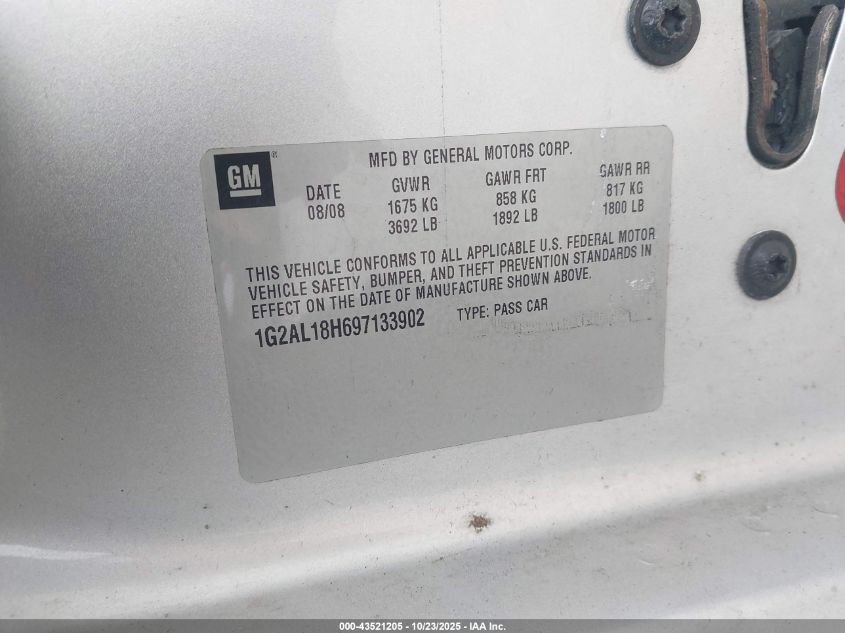 GM
MFD BY GENERAL MOTORS CORP.
DATE GVWR GAWR FRT GAWR RR
08/08 1675 KG 858 KG 817 KG
3692 LB 1892 LB 1800 LB
THIS VEHICLE CONFORMS TO ALL APPLICABLE U.S. FEDERAL MOTOR
VEHICLE SAFETY, BUMPER, AND THEFT PREVENTION STANDARDS IN
EFFECT ON THE DATE OF MANUFACTURE SHOWN ABOVE.
1G2AL18H697133902 TYPE: PASS CAR
000-43521205 - 10/23/2025 - IAA Inc.